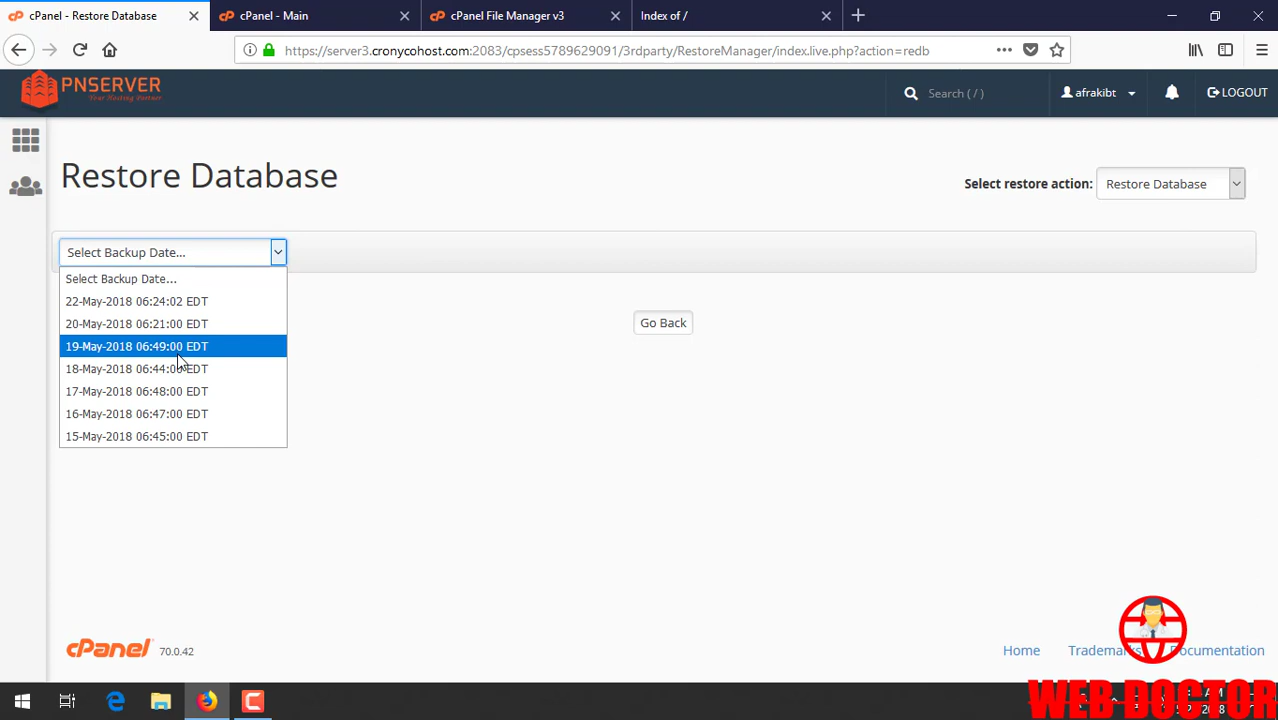 cPanel - Restore Database
cPanel - Main
cPanel File Manager v3
Index of /
https://server3.cronycohost.com:2083/cpsess5789629091/3rdparty/RestoreManager/index.live.php?action=redb
PNSERVER
Your Hosting Partner
Search ( / )
afrakibt
LOGOUT
Restore Database
Select restore action:
Restore Database
Select Backup Date...
Select Backup Date...
22-May-2018 06:24:02 EDT
20-May-2018 06:21:00 EDT
19-May-2018 06:49:00 EDT
18-May-2018 06:44:00 EDT
17-May-2018 06:48:00 EDT
16-May-2018 06:47:00 EDT
15-May-2018 06:45:00 EDT
Go Back
cPanel
70.0.42
Home
Trademarks
Documentation
WEB DOCTOR